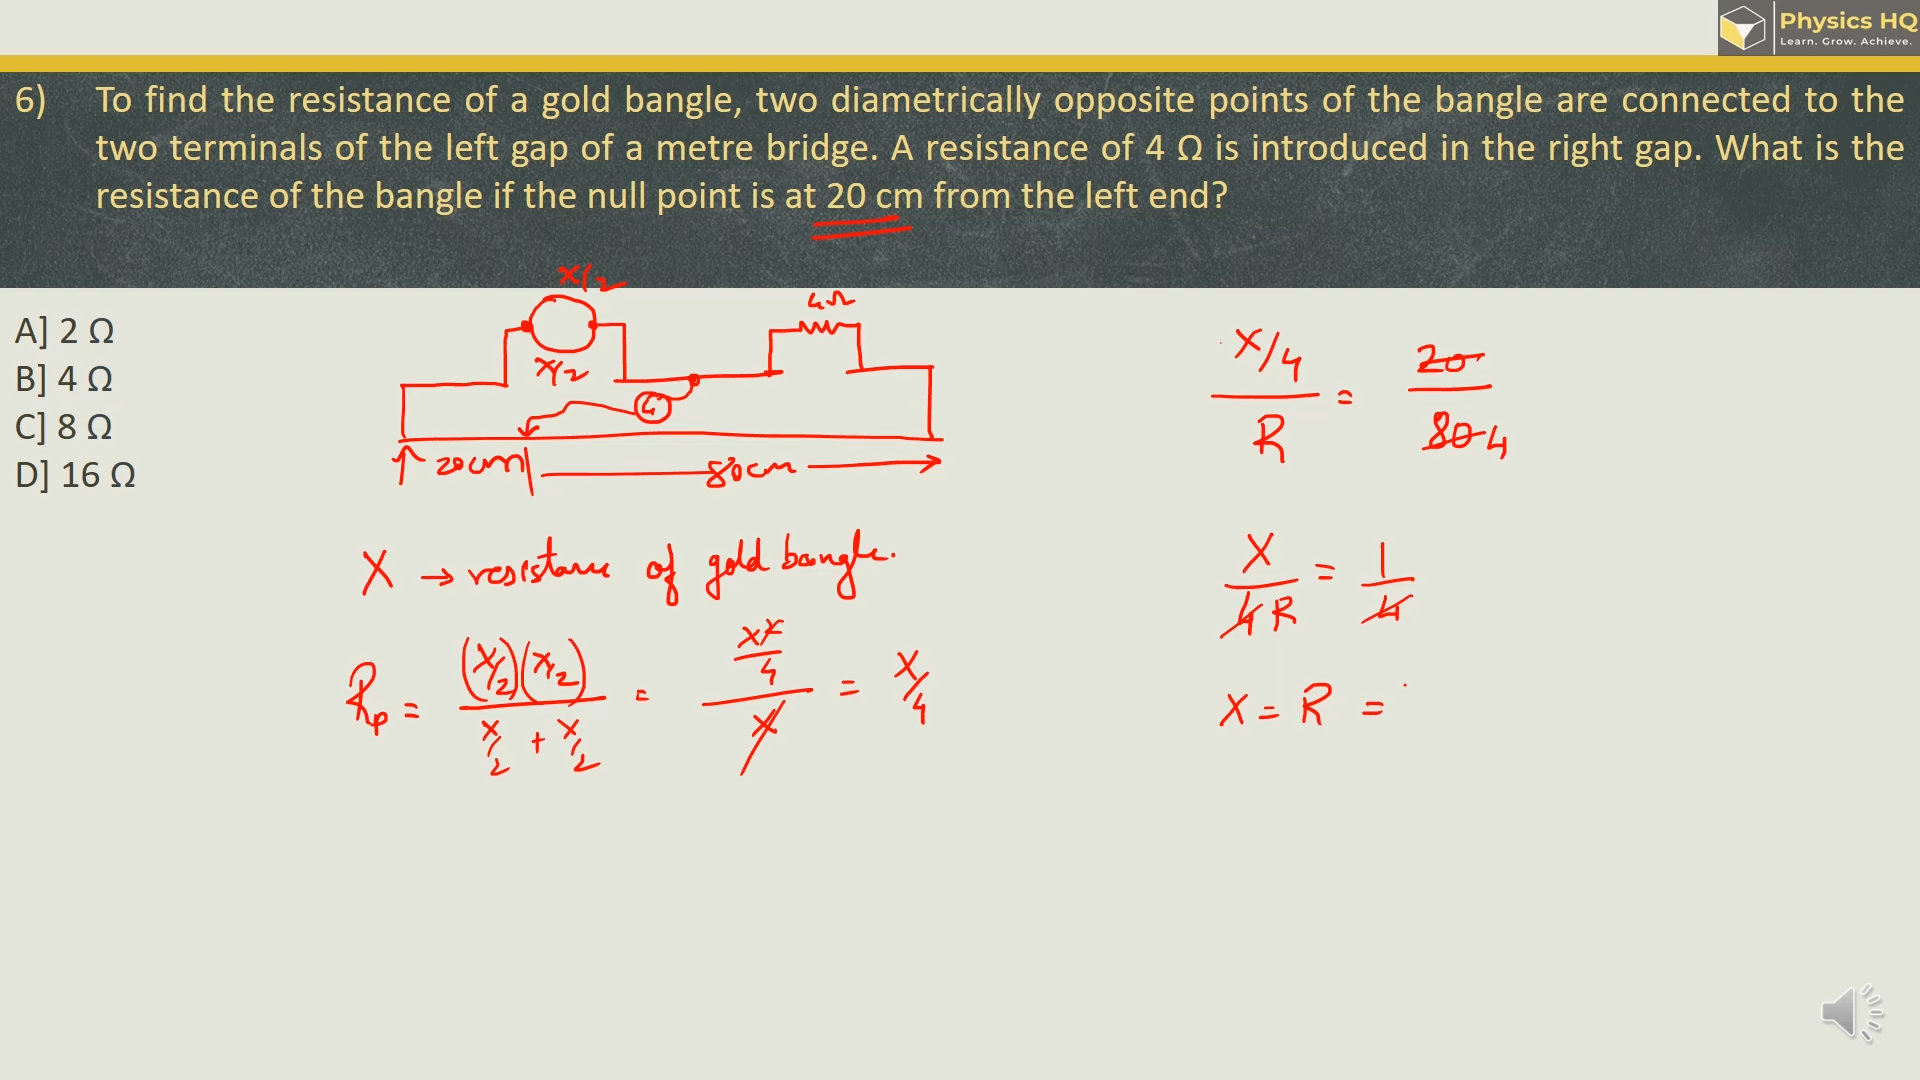 Physics HQ
Learn. Grow. Achieve.
6) To find the resistance of a gold bangle, two diametrically opposite points of the bangle are connected to the
two terminals of the left gap of a metre bridge. A resistance of 4 Ω is introduced in the right gap. What is the
resistance of the bangle if the null point is at 20 cm from the left end?
A] 2 Ω
B] 4 Ω
C] 8 Ω
D] 16 Ω
X/2
X/2
4Ω
G
20cm
80cm
X → resistance of gold bangle.
Rp = (X/2)(X/2) / (X/2 + X/2) = (X²/4) / X = X/4
(X/4) / R = 20 / 80 4
X / 4R = 1 / 4
X = R =